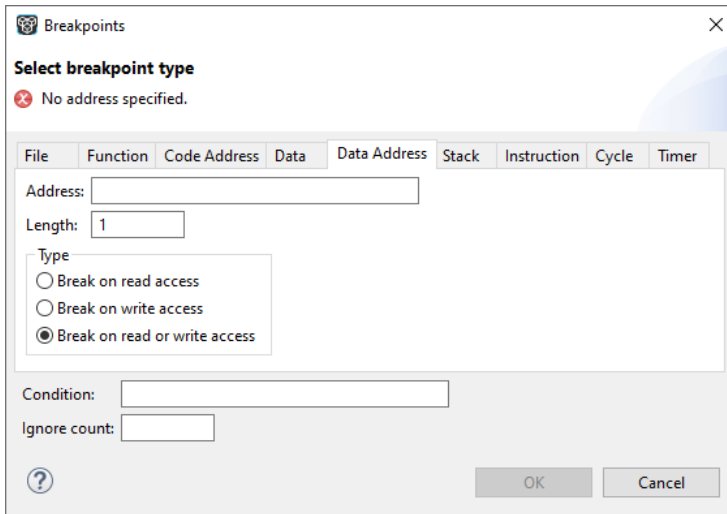 Breakpoints
Select breakpoint type
No address specified.
File Function Code Address Data Data Address Stack Instruction Cycle Timer
Address:
Length: 1
Type
Break on read access
Break on write access
Break on read or write access
Condition:
Ignore count:
? OK Cancel